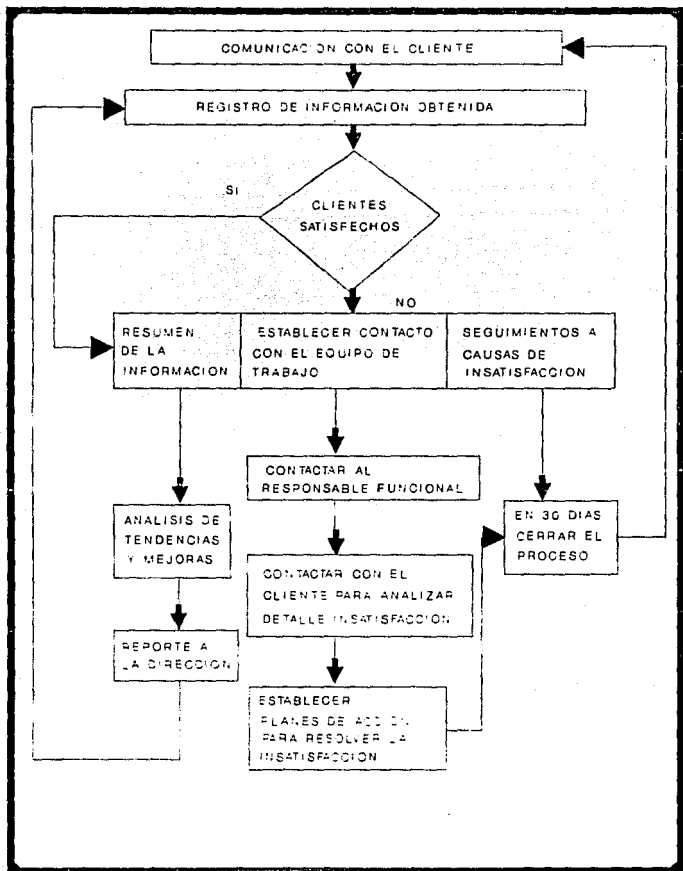 COMUNICACION CON EL CLIENTE
REGISTRO DE INFORMACION OBTENIDA
SI
CLIENTES
SATISFECHOS
NO
RESUMEN
DE LA
INFORMACION
ESTABLECER CONTACTO
CON EL EQUIPO DE
TRABAJO
SEGUIMIENTOS A
CAUSAS DE
INSATISFACCION
CONTACTAR AL
RESPONSABLE FUNCIONAL
ANALISIS DE
TENDENCIAS
Y MEJORAS
EN 30 DIAS
CERRAR EL
PROCESO
CONTACTAR CON EL
CLIENTE PARA ANALIZAR
DETALLE INSATISFACCION
REPORTE A
LA DIRECCION
ESTABLECER
PLANES DE ACCION
PARA RESOLVER LA
INSATISFACCION